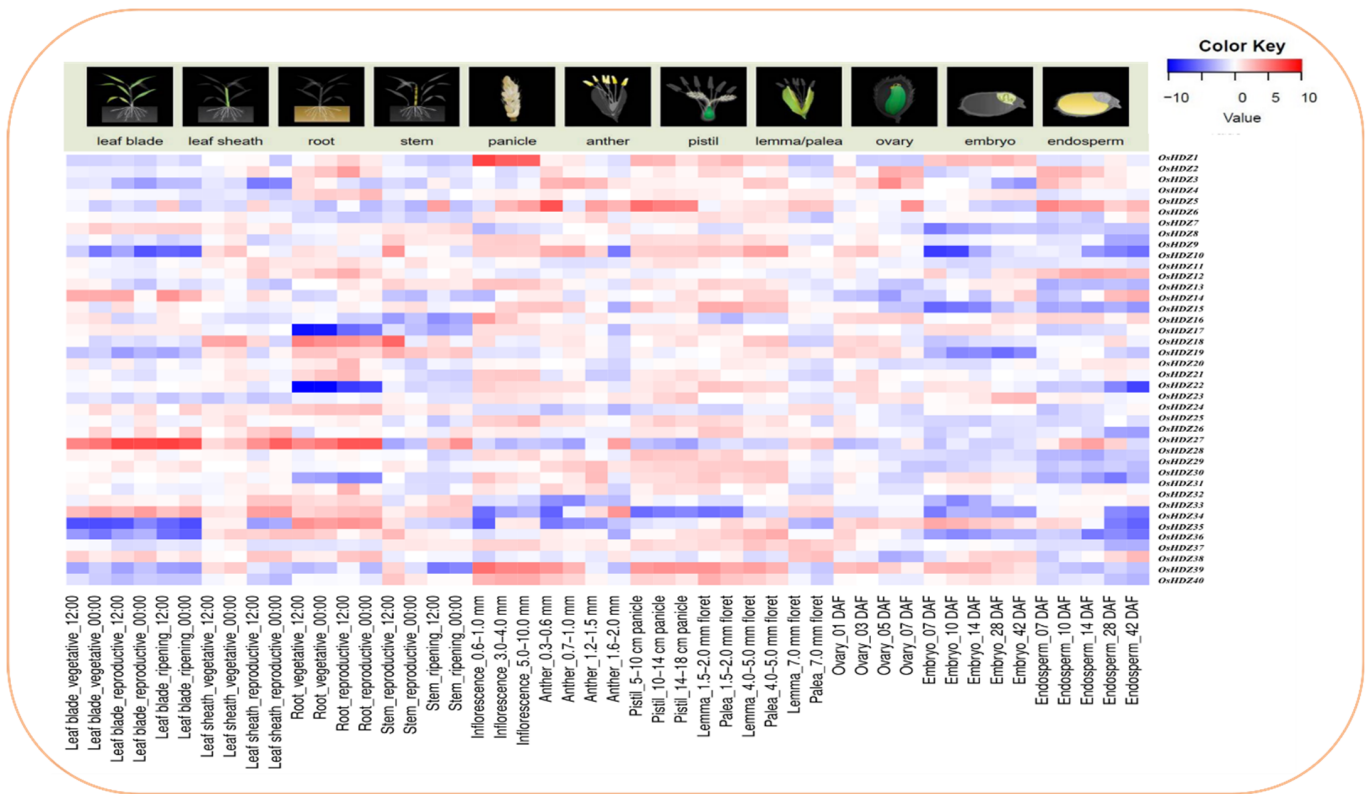 Color Key
−10 0 5 10
Value
leaf blade leaf sheath root stem panicle anther pistil lemma/palea ovary embryo endosperm
OsHDZ1
OsHDZ2
OsHDZ3
OsHDZ4
OsHDZ5
OsHDZ6
OsHDZ7
OsHDZ8
OsHDZ9
OsHDZ10
OsHDZ11
OsHDZ12
OsHDZ13
OsHDZ14
OsHDZ15
OsHDZ16
OsHDZ17
OsHDZ18
OsHDZ19
OsHDZ20
OsHDZ21
OsHDZ22
OsHDZ23
OsHDZ24
OsHDZ25
OsHDZ26
OsHDZ27
OsHDZ28
OsHDZ29
OsHDZ30
OsHDZ31
OsHDZ32
OsHDZ33
OsHDZ34
OsHDZ35
OsHDZ36
OsHDZ37
OsHDZ38
OsHDZ39
OsHDZ40
Leaf blade_vegetative_12:00
Leaf blade_vegetative_00:00
Leaf blade_reproductive_12:00
Leaf blade_reproductive_00:00
Leaf blade_ripening_12:00
Leaf blade_ripening_00:00
Leaf sheath_vegetative_12:00
Leaf sheath_vegetative_00:00
Leaf sheath_reproductive_12:00
Leaf sheath_reproductive_00:00
Root_vegetative_12:00
Root_vegetative_00:00
Root_reproductive_12:00
Root_reproductive_00:00
Stem_reproductive_12:00
Stem_reproductive_00:00
Stem_ripening_12:00
Stem_ripening_00:00
Inflorescence_0.6−1.0 mm
Inflorescence_3.0−4.0 mm
Inflorescence_5.0−10.0 mm
Anther_0.3−0.6 mm
Anther_0.7−1.0 mm
Anther_1.2−1.5 mm
Anther_1.6−2.0 mm
Pistil_5−10 cm panicle
Pistil_10−14 cm panicle
Pistil_14−18 cm panicle
Lemma_1.5−2.0 mm floret
Palea_1.5−2.0 mm floret
Lemma_4.0−5.0 mm floret
Palea_4.0−5.0 mm floret
Lemma_7.0 mm floret
Palea_7.0 mm floret
Ovary_01 DAF
Ovary_03 DAF
Ovary_05 DAF
Ovary_07 DAF
Embryo_07 DAF
Embryo_10 DAF
Embryo_14 DAF
Embryo_28 DAF
Embryo_42 DAF
Endosperm_07 DAF
Endosperm_10 DAF
Endosperm_14 DAF
Endosperm_28 DAF
Endosperm_42 DAF